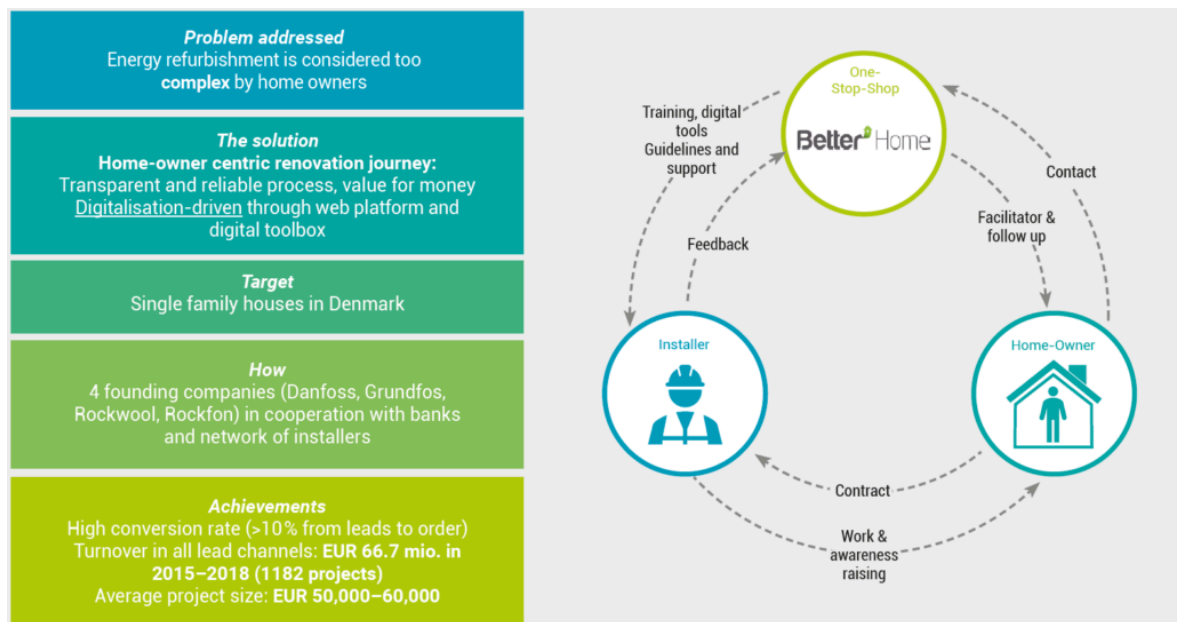 Problem addressed
Energy refurbishment is considered too
complex by home owners
The solution
Home-owner centric renovation journey:
Transparent and reliable process, value for money
Digitalisation-driven through web platform and
digital toolbox
Target
Single family houses in Denmark
How
4 founding companies (Danfoss, Grundfos,
Rockwool, Rockfon) in cooperation with banks
and network of installers
Achievements
High conversion rate (>10% from leads to order)
Turnover in all lead channels: EUR 66.7 mio. in
2015–2018 (1182 projects)
Average project size: EUR 50,000–60,000
One-
Stop-Shop
Better Home
Training, digital
tools
Guidelines and
support
Contact
Facilitator &
follow up
Feedback
Installer
Home-Owner
Contract
Work &
awareness
raising